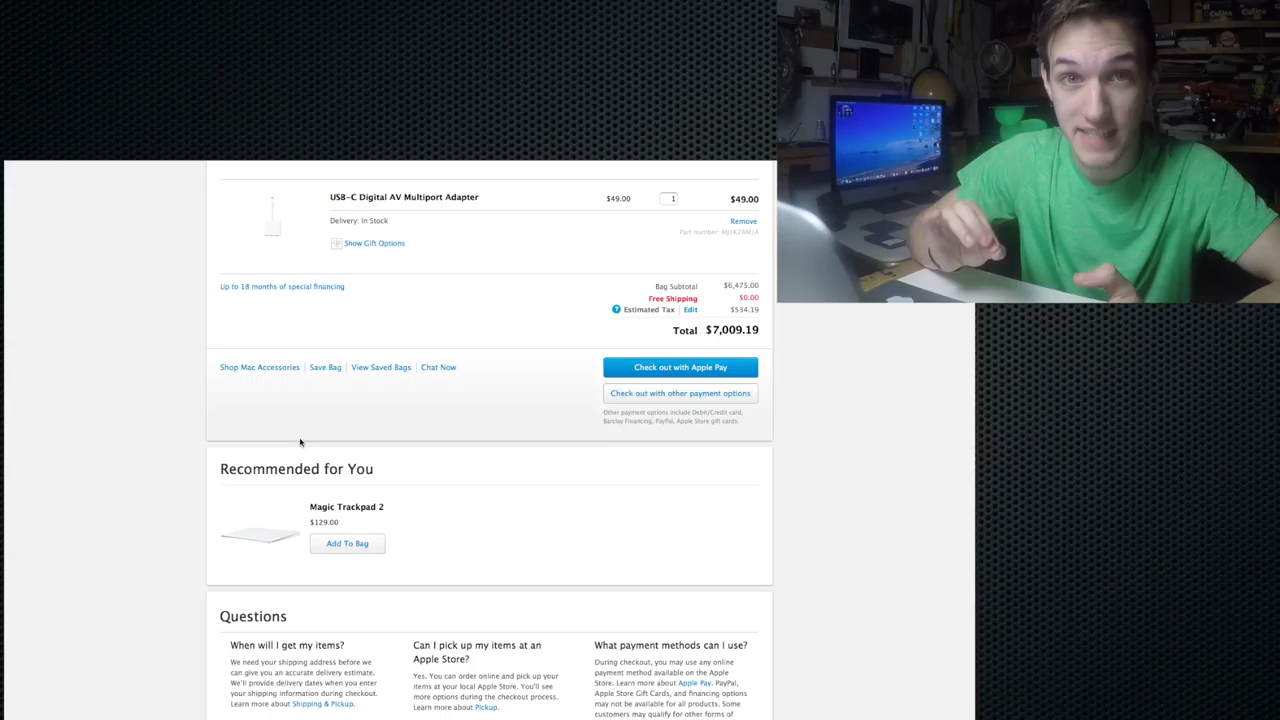 USB-C Digital AV Multiport Adapter $49.00 1 $49.00
Delivery: In Stock Remove
Show Gift Options
Up to 18 months of special financing
Bag Subtotal $6,475.00
Free Shipping $0.00
Estimated Tax | Edit $534.19
Total $7,009.19
Shop Mac Accessories | Save Bag | View Saved Bags | Chat Now
Check out with Apple Pay
Check out with other payment options
Other payment options include Debit/Credit card,
Barclay Financing, PayPal, Apple Store gift cards.
Recommended for You
Magic Trackpad 2
$129.00
Add To Bag
Questions
When will I get my items?
We need your shipping address before we
can give you an accurate delivery estimate.
We'll provide delivery dates when you enter
your shipping information during checkout.
Learn more about Shipping & Pickup.
Can I pick up my items at an
Apple Store?
Yes. You can order online and pick up your
items at your local Apple Store. You'll see
more options during the checkout process.
Learn more about Pickup.
What payment methods can I use?
During checkout, you may use any online
payment method available on the Apple
Store. Learn more about Apple Pay. PayPal,
Apple Store Gift Cards, and financing options
may not be available for all products. Some
customers may qualify for other forms of